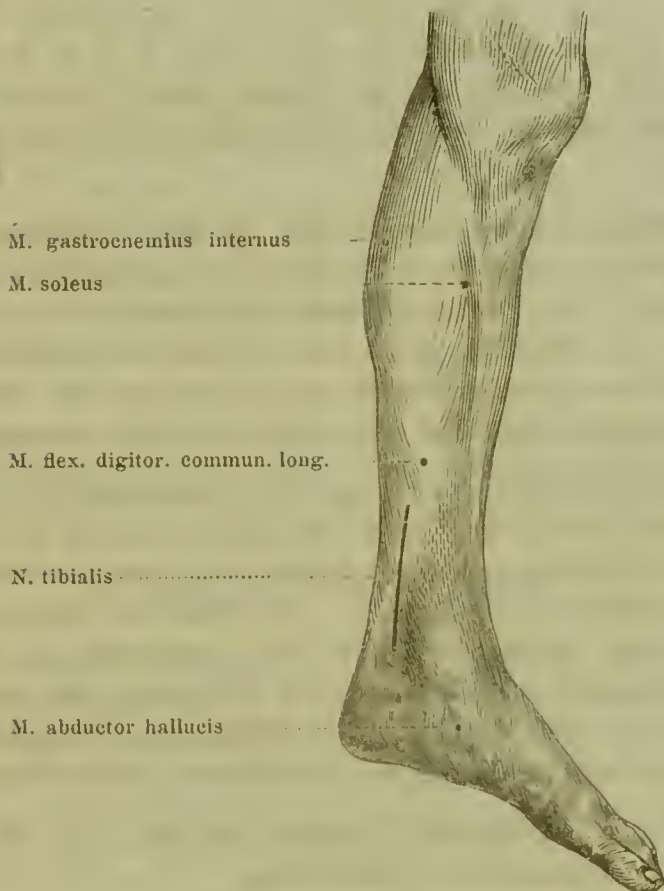 M. gastrocnemius internus
M. soleus
M. flex. digitor. commun. long.
N. tibialis
M. abductor hallucis